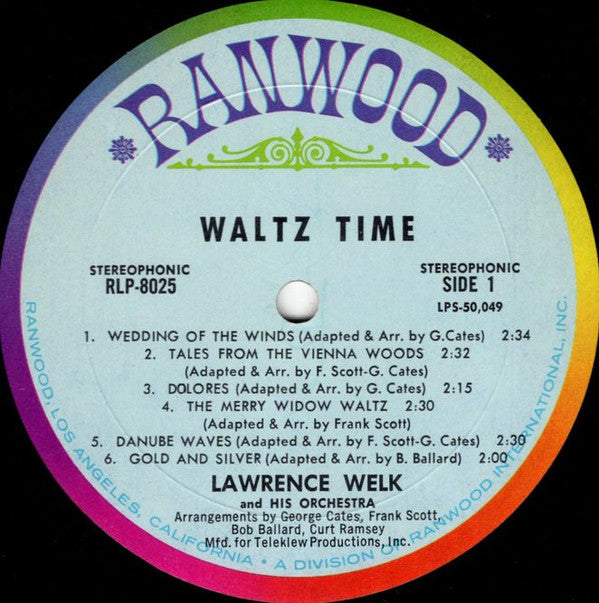 RANWOOD
WALTZ TIME
STEREOPHONIC
RLP-8025
STEREOPHONIC
SIDE 1
LPS-50,049
1. WEDDING OF THE WINDS (Adapted & Arr. by G.Cates) 2:34
2. TALES FROM THE VIENNA WOODS 2:32
(Adapted & Arr. by F. Scott-G. Cates)
3. DOLORES (Adapted & Arr. by G. Cates) 2:15
4. THE MERRY WIDOW WALTZ 2:30
(Adapted & Arr. by Frank Scott)
5. DANUBE WAVES (Adapted & Arr. by F. Scott-G. Cates) 2:30
6. GOLD AND SILVER (Adapted & Arr. by B. Ballard) 2:00
LAWRENCE WELK
and HIS ORCHESTRA
Arrangements by George Cates, Frank Scott,
Bob Ballard, Curt Ramsey
Mfd. for Teleklew Productions, Inc.
RANWOOD, LOS ANGELES, CALIFORNIA • A DIVISION OF RANWOOD INTERNATIONAL, INC.